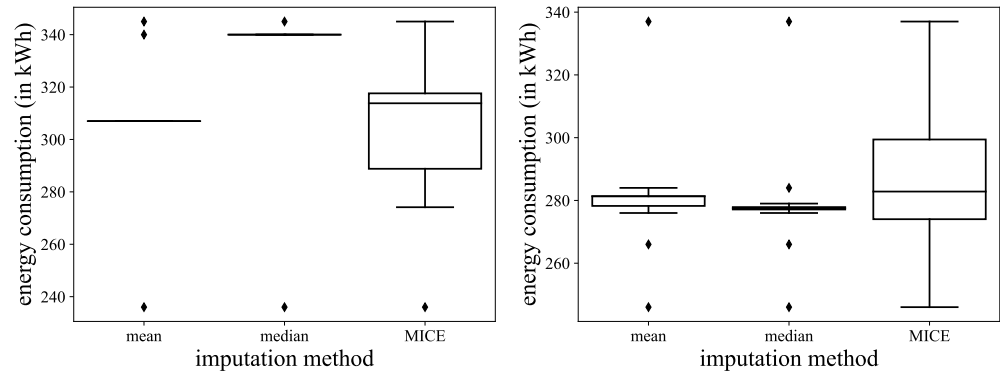 energy consumption (in kWh)
340
320
300
280
260
240
mean
median
MICE
imputation method
energy consumption (in kWh)
340
320
300
280
260
mean
median
MICE
imputation method